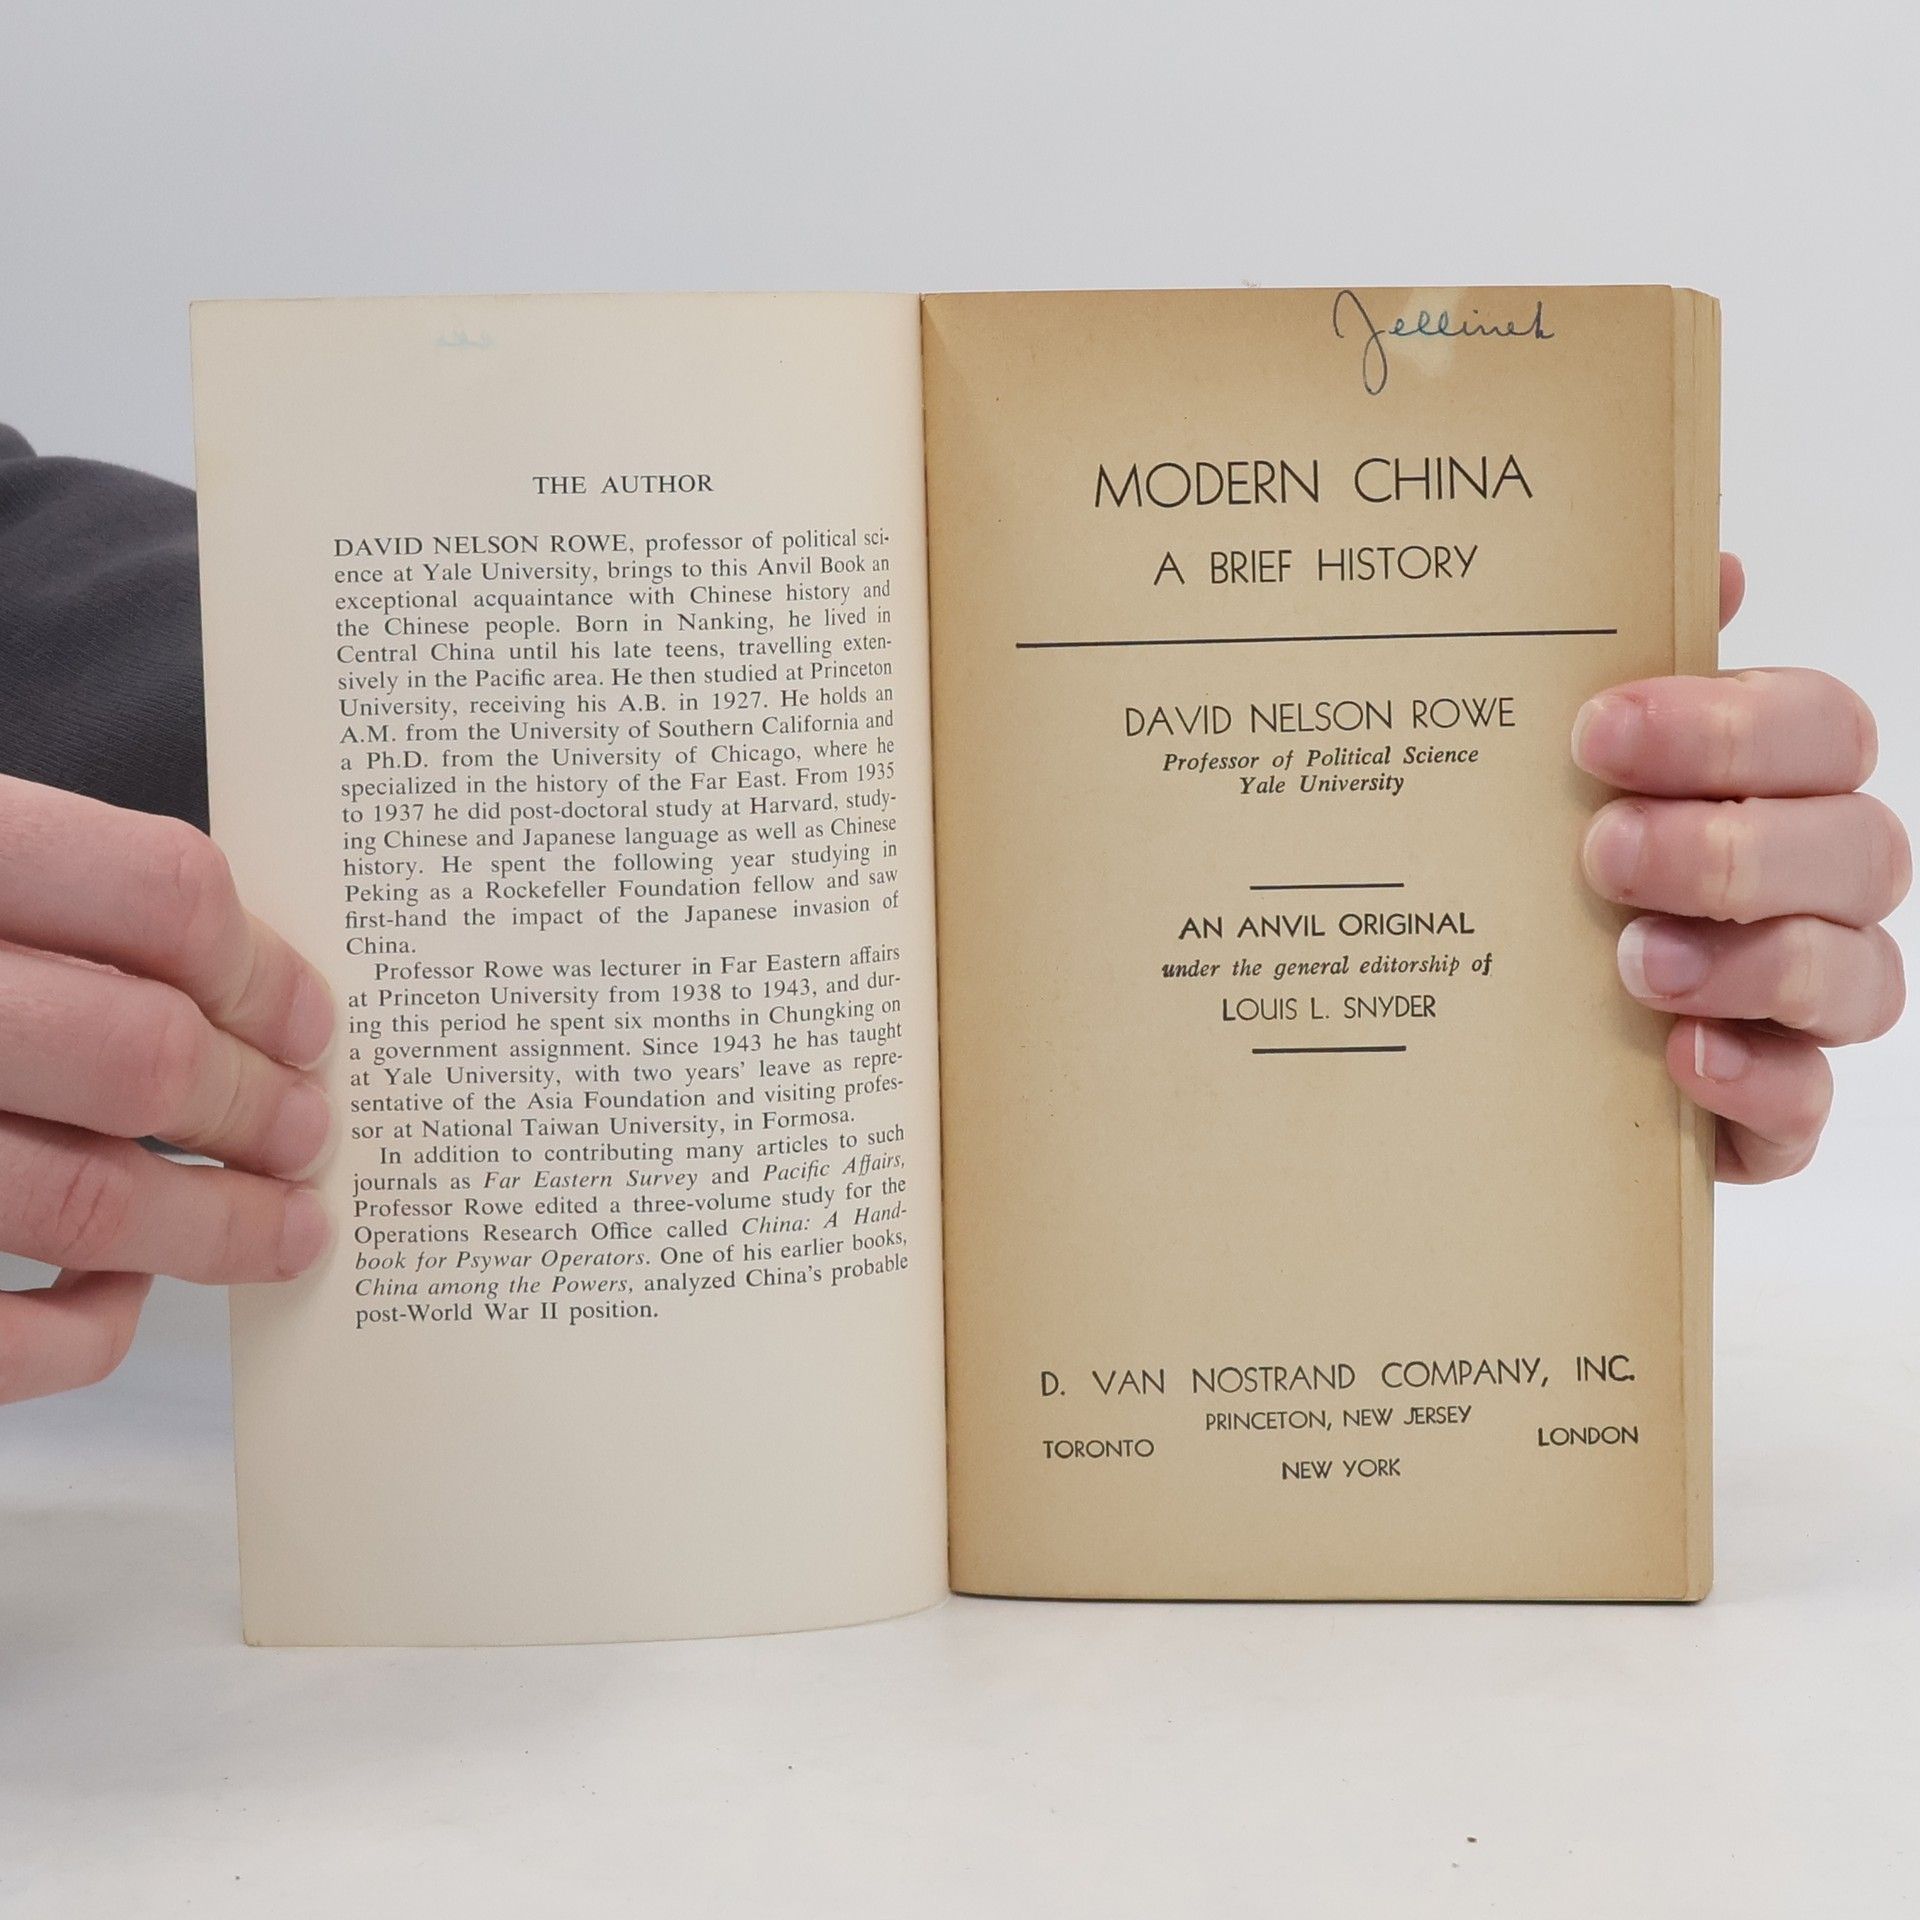 THE AUTHOR
DAVID NELSON ROWE, professor of political sci-
ence at Yale University, brings to this Anvil Book an
exceptional acquaintance with Chinese history and
the Chinese people. Born in Nanking, he lived in
Central China until his late teens, travelling exten-
sively in the Pacific area. He then studied at Princeton
University, receiving his A.B. in 1927. He holds an
A.M. from the University of Southern California and
a Ph.D. from the University of Chicago, where he
specialized in the history of the Far East. From 1935
to 1937 he did post-doctoral study at Harvard, study-
ing Chinese and Japanese language as well as Chinese
history. He spent the following year studying in
Peking as a Rockefeller Foundation fellow and saw
first-hand the impact of the Japanese invasion of
China.
Professor Rowe was lecturer in Far Eastern affairs
at Princeton University from 1938 to 1943, and dur-
ing this period he spent six months in Chungking on
a government assignment. Since 1943 he has taught
at Yale University, with two years' leave as repre-
sentative of the Asia Foundation and visiting profes-
sor at National Taiwan University, in Formosa.
In addition to contributing many articles to such
journals as Far Eastern Survey and Pacific Affairs,
Professor Rowe edited a three-volume study for the
Operations Research Office called China: A Hand-
book for Psywar Operators. One of his earlier books,
China among the Powers, analyzed China's probable
post-World War II position.
Jellinek
MODERN CHINA
A BRIEF HISTORY
DAVID NELSON ROWE
Professor of Political Science
Yale University
AN ANVIL ORIGINAL
under the general editorship of
LOUIS L. SNYDER
D. VAN NOSTRAND COMPANY, INC.
PRINCETON, NEW JERSEY
TORONTO LONDON
NEW YORK